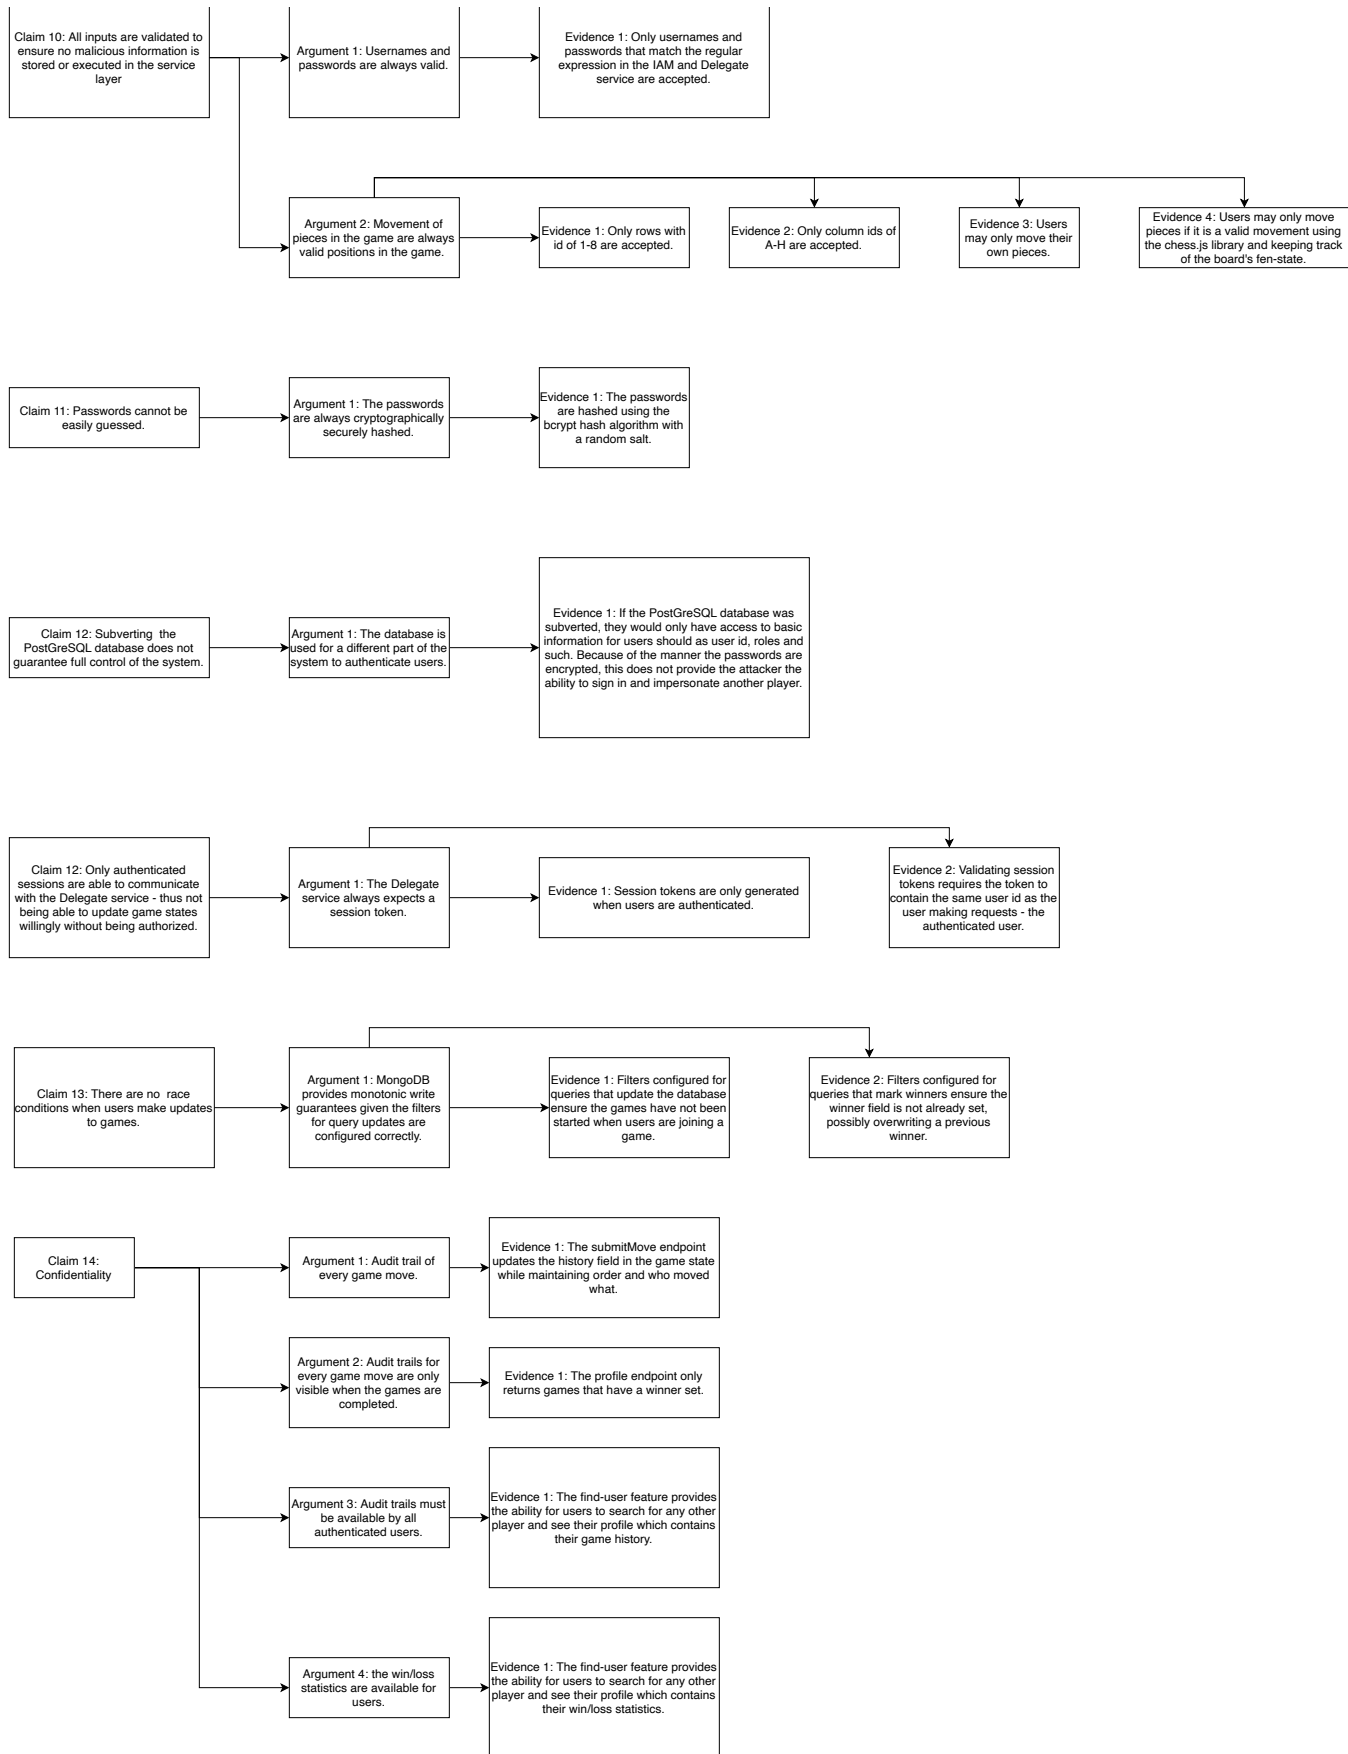 Claim 10: All inputs are validated to
ensure no malicious information is
stored or executed in the service
layer
Argument 1: Usernames and
passwords are always valid.
Evidence 1: Only usernames and
passwords that match the regular
expression in the IAM and Delegate
service are accepted.
Argument 2: Movement of
pieces in the game are always
valid positions in the game.
Evidence 1: Only rows with
id of 1-8 are accepted.
Evidence 2: Only column ids of
A-H are accepted.
Evidence 3: Users
may only move their
own pieces.
Evidence 4: Users may only move
pieces if it is a valid movement using
the chess.js library and keeping track
of the board's fen-state.
Claim 11: Passwords cannot be
easily guessed.
Argument 1: The passwords
are always cryptographically
securely hashed.
Evidence 1: The passwords
are hashed using the
bcrypt hash algorithm with
a random salt.
Claim 12: Subverting the
PostGreSQL database does not
guarantee full control of the system.
Argument 1: The database is
used for a different part of the
system to authenticate users.
Evidence 1: If the PostGreSQL database was
subverted, they would only have access to basic
information for users should as user id, roles and
such. Because of the manner the passwords are
encrypted, this does not provide the attacker the
ability to sign in and impersonate another player.
Claim 12: Only authenticated
sessions are able to communicate
with the Delegate service - thus not
being able to update game states
willingly without being authorized.
Argument 1: The Delegate
service always expects a
session token.
Evidence 1: Session tokens are only generated
when users are authenticated.
Evidence 2: Validating session
tokens requires the token to
contain the same user id as the
user making requests - the
authenticated user.
Claim 13: There are no race
conditions when users make updates
to games.
Argument 1: MongoDB
provides monotonic write
guarantees given the filters
for query updates are
configured correctly.
Evidence 1: Filters configured for
queries that update the database
ensure the games have not been
started when users are joining a
game.
Evidence 2: Filters configured for
queries that mark winners ensure the
winner field is not already set,
possibly overwriting a previous
winner.
Claim 14:
Confidentiality
Argument 1: Audit trail of
every game move.
Evidence 1: The submitMove endpoint
updates the history field in the game state
while maintaining order and who moved
what.
Argument 2: Audit trails for
every game move are only
visible when the games are
completed.
Evidence 1: The profile endpoint only
returns games that have a winner set.
Argument 3: Audit trails must
be available by all
authenticated users.
Evidence 1: The find-user feature provides
the ability for users to search for any other
player and see their profile which contains
their game history.
Argument 4: the win/loss
statistics are available for
users.
Evidence 1: The find-user feature provides
the ability for users to search for any other
player and see their profile which contains
their win/loss statistics.